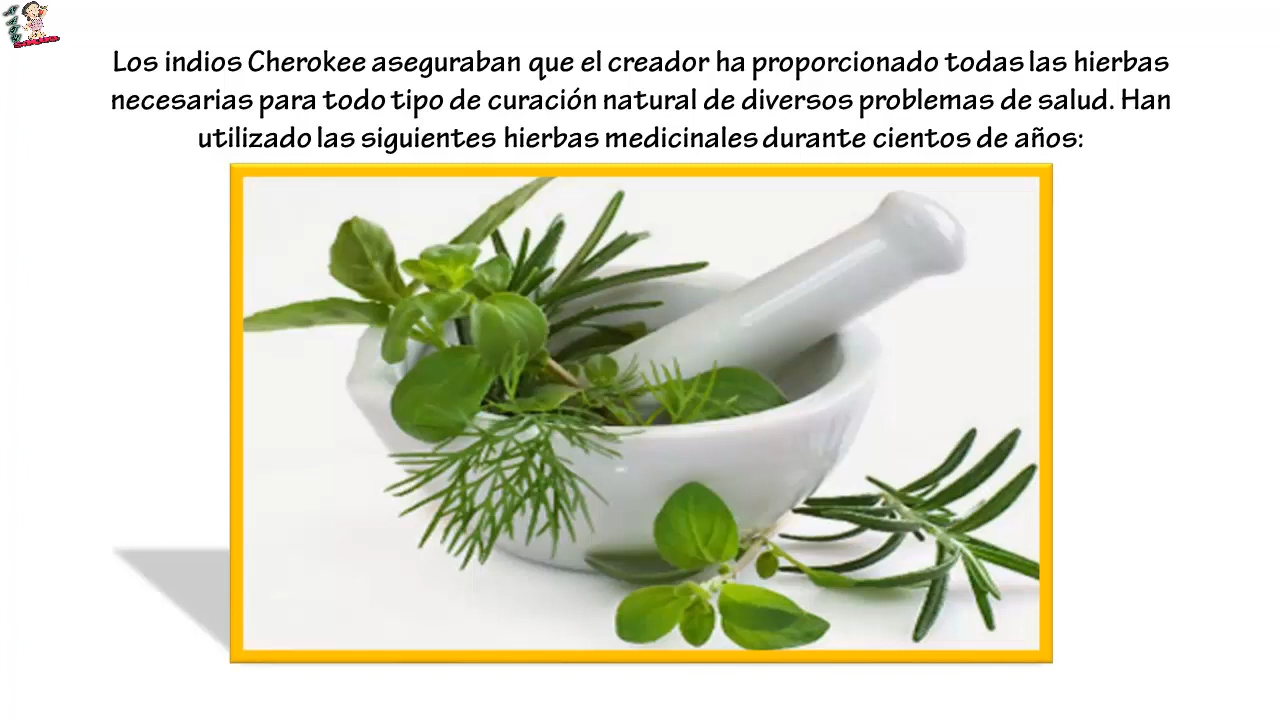 Los indios Cherokee aseguraban que el creador ha proporcionado todas las hierbas
necesarias para todo tipo de curación natural de diversos problemas de salud. Han
utilizado las siguientes hierbas medicinales durante cientos de años: